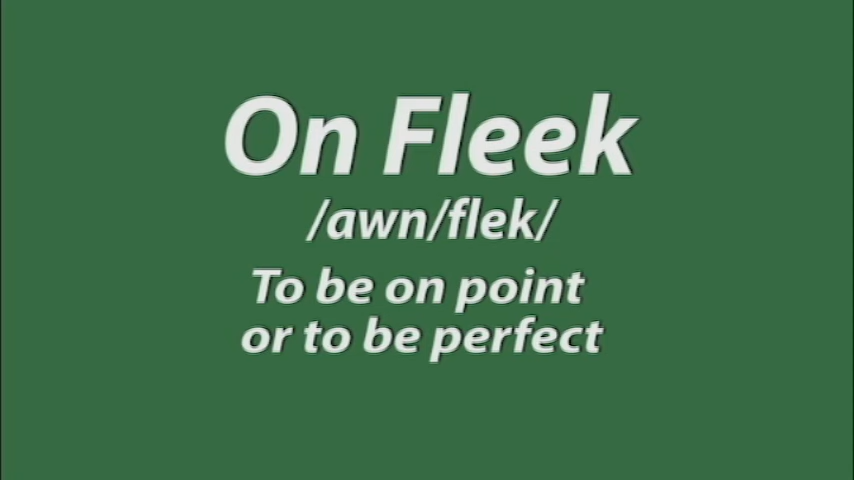 On Fleek
/awn/flek/
To be on point
or to be perfect